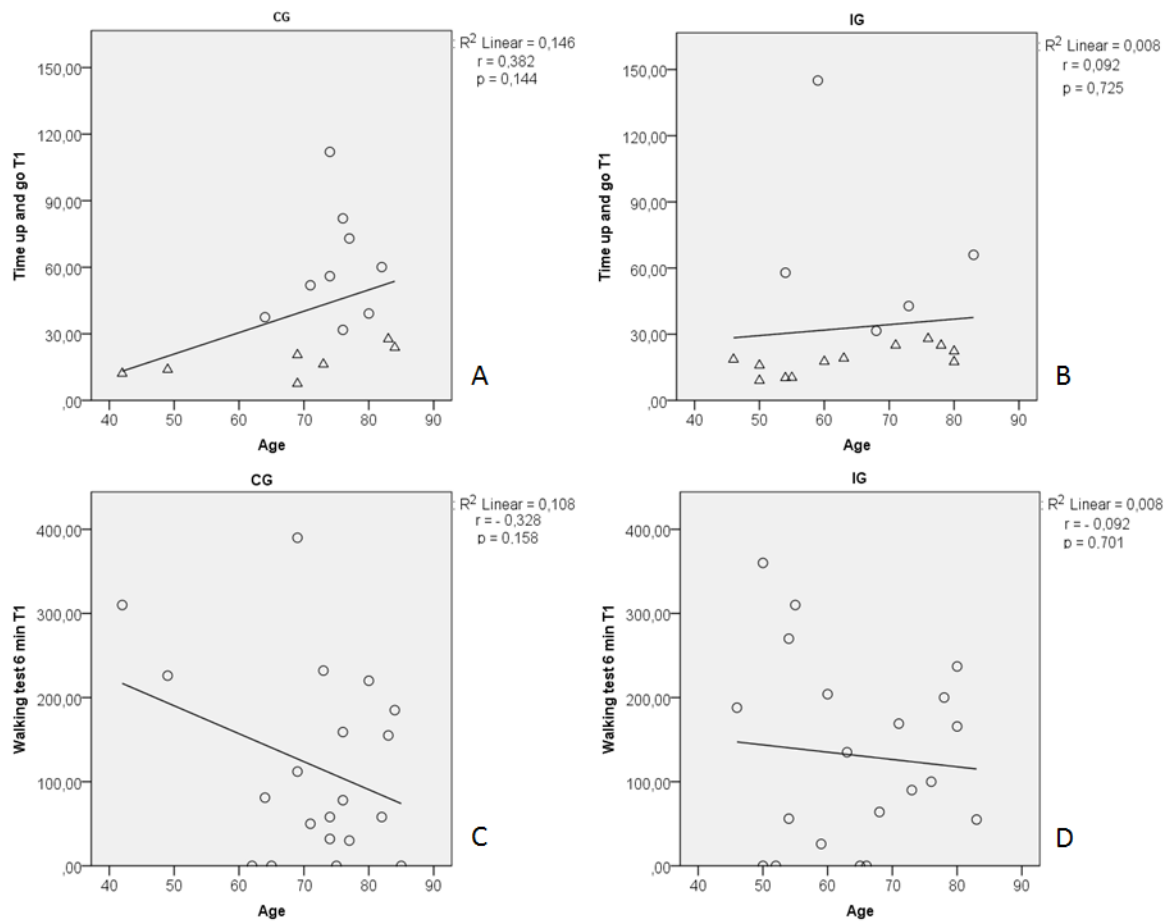 CG
R² Linear = 0,146
r = 0,382
p = 0,144
150,00
120,00
90,00
60,00
30,00
,00
Time up and go T1
40 50 60 70 80 90
Age
A
IG
R² Linear = 0,008
r = 0,092
p = 0,725
150,00
120,00
90,00
60,00
30,00
,00
Time up and go T1
40 50 60 70 80 90
Age
B
CG
R² Linear = 0,108
r = - 0,328
p = 0,158
400,00
300,00
200,00
100,00
,00
Walking test 6 min T1
40 50 60 70 80 90
Age
C
IG
R² Linear = 0,008
r = - 0,092
p = 0,701
400,00
300,00
200,00
100,00
,00
Walking test 6 min T1
40 50 60 70 80 90
Age
D